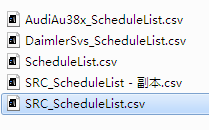 AudiAu38x_ScheduleList.csv
DaimlerSvs_ScheduleList.csv
ScheduleList.csv
SRC_ScheduleList - 副本.csv
SRC_ScheduleList.csv